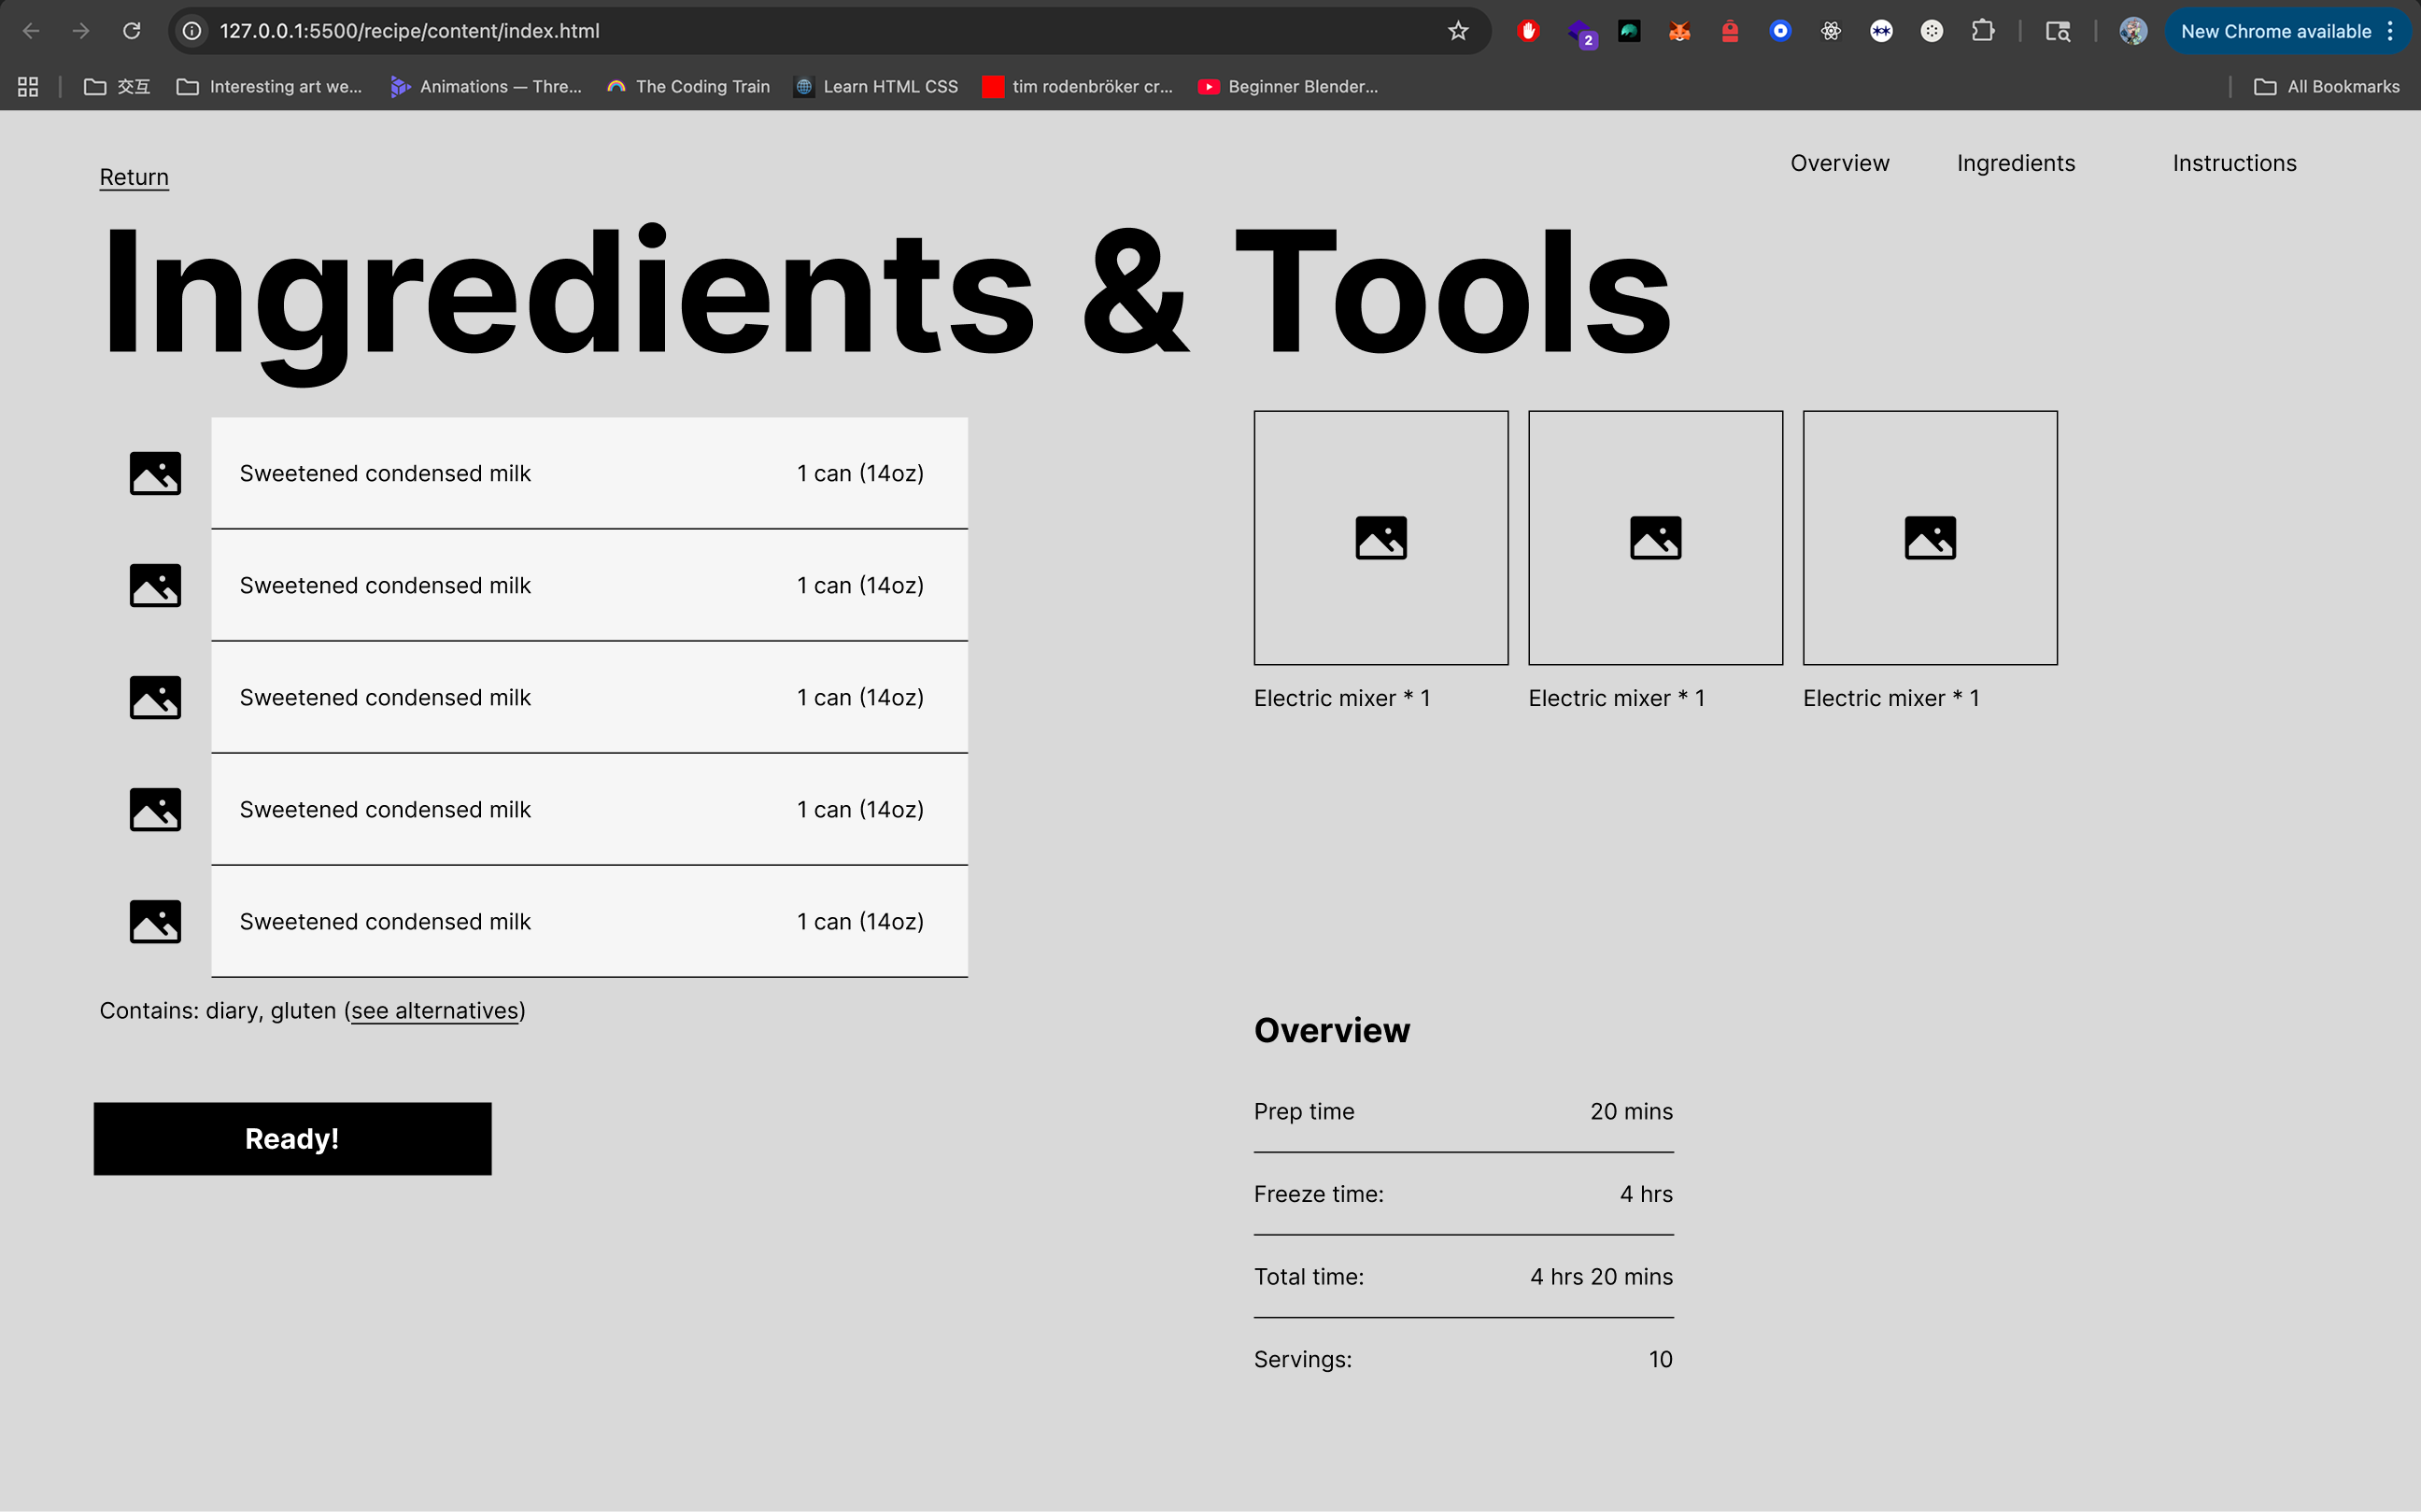 127.0.0.1:5500/recipe/content/index.html
2
New Chrome available
交互
Interesting art we...
Animations — Thre...
The Coding Train
Learn HTML CSS
tim rodenbröker cr...
Beginner Blender...
All Bookmarks
Return
Overview
Ingredients
Instructions
Ingredients & Tools
Sweetened condensed milk 1 can (14oz)
Sweetened condensed milk 1 can (14oz)
Sweetened condensed milk 1 can (14oz)
Sweetened condensed milk 1 can (14oz)
Sweetened condensed milk 1 can (14oz)
Contains: diary, gluten (see alternatives)
Ready!
Electric mixer * 1
Electric mixer * 1
Electric mixer * 1
Overview
Prep time 20 mins
Freeze time: 4 hrs
Total time: 4 hrs 20 mins
Servings: 10